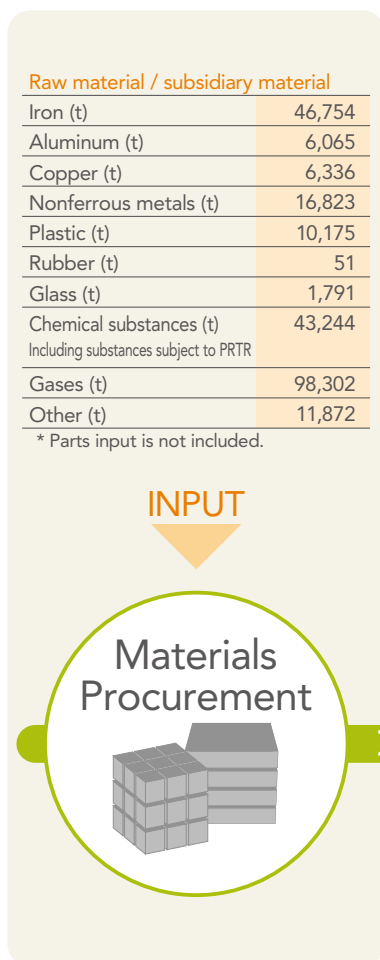 Raw material / subsidiary material
Iron (t) 46,754
Aluminum (t) 6,065
Copper (t) 6,336
Nonferrous metals (t) 16,823
Plastic (t) 10,175
Rubber (t) 51
Glass (t) 1,791
Chemical substances (t) 43,244
Including substances subject to PRTR
Gases (t) 98,302
Other (t) 11,872
* Parts input is not included.
INPUT
Materials
Procurement